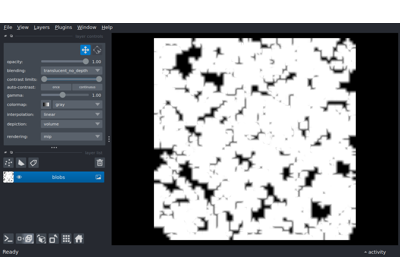 File View Layers Plugins Window Help
opacity: 1.00
blending: translucent_no_depth
contrast limits:
auto-contrast: once continuous
gamma: 1.00
colormap: gray
interpolation: linear
depiction: volume
rendering: mip
blobs
Ready
activity